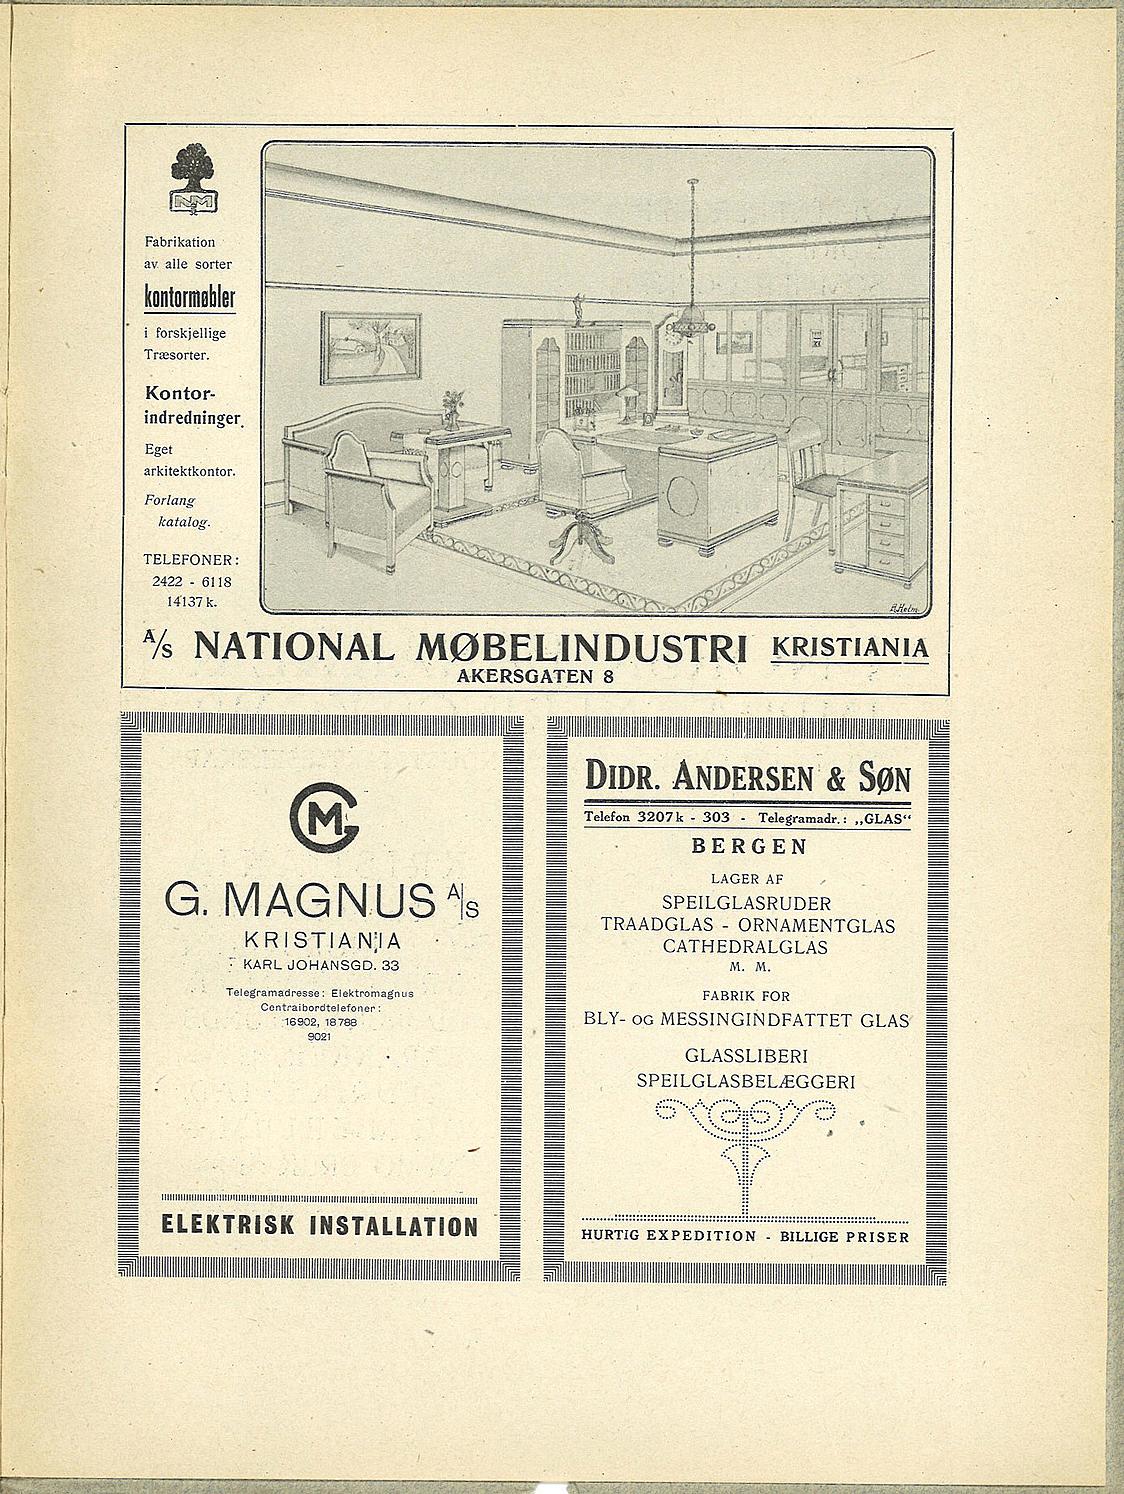 NM
Fabrikation
av alle sorter
kontormøbler
i forskjellige
Træsorter.
Kontor-
indredninger.
Eget
arkitektkontor.
Forlang
katalog.
TELEFONER:
2422 - 6118
14137 k.
A/S NATIONAL MØBELINDUSTRI KRISTIANIA
AKERSGATEN 8
GM
G. MAGNUS A/S
KRISTIANIA
KARL JOHANSGD. 33
Telegramadresse: Elektromagnus
Centralbordtelefoner:
16902, 18788
9021
ELEKTRISK INSTALLATION
DIDR. ANDERSEN & SØN
Telefon 3207k - 303 - Telegramadr.: „GLAS“
BERGEN
LAGER AF
SPEILGLASRUDER
TRAADGLAS - ORNAMENTGLAS
CATHEDRALGLAS
M. M.
FABRIK FOR
BLY- OG MESSINGINDFATTET GLAS
GLASSLIBERI
SPEILGLASBELÆGGERI
HURTIG EXPEDITION - BILLIGE PRISER